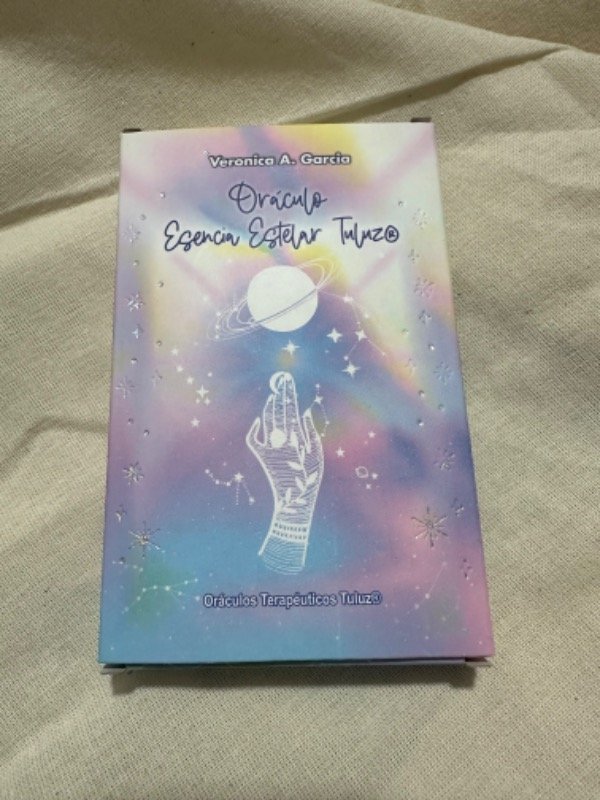 Veronica A. Garcia
Oráculo
Esencia Estelar Tuluz®
Oráculos Terapéuticos Tuluz®